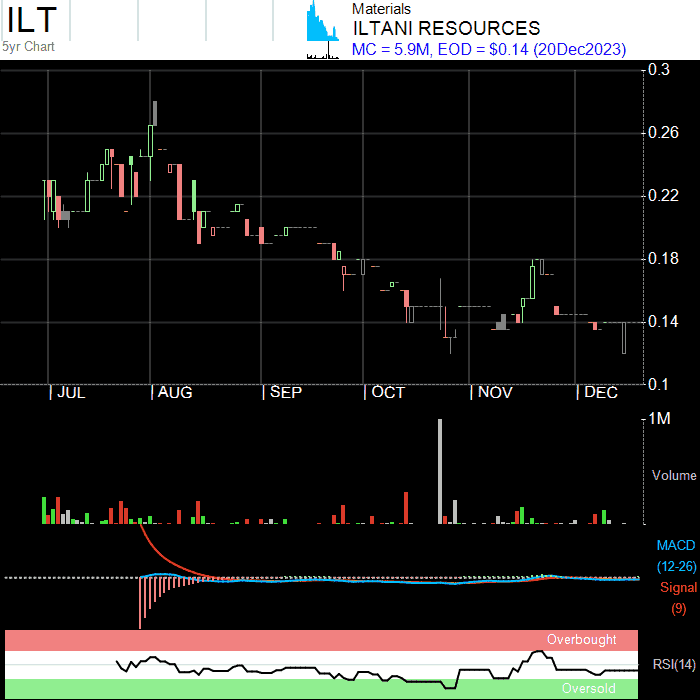 ILT
5yr Chart
Materials
ILTANI RESOURCES
MC = 5.9M, EOD = $0.14 (20Dec2023)
0.3
0.26
0.22
0.18
0.14
0.1
| JUL | AUG | SEP | OCT | NOV | DEC
1M
Volume
MACD
(12-26)
Signal
(9)
Overbought
RSI(14)
Oversold